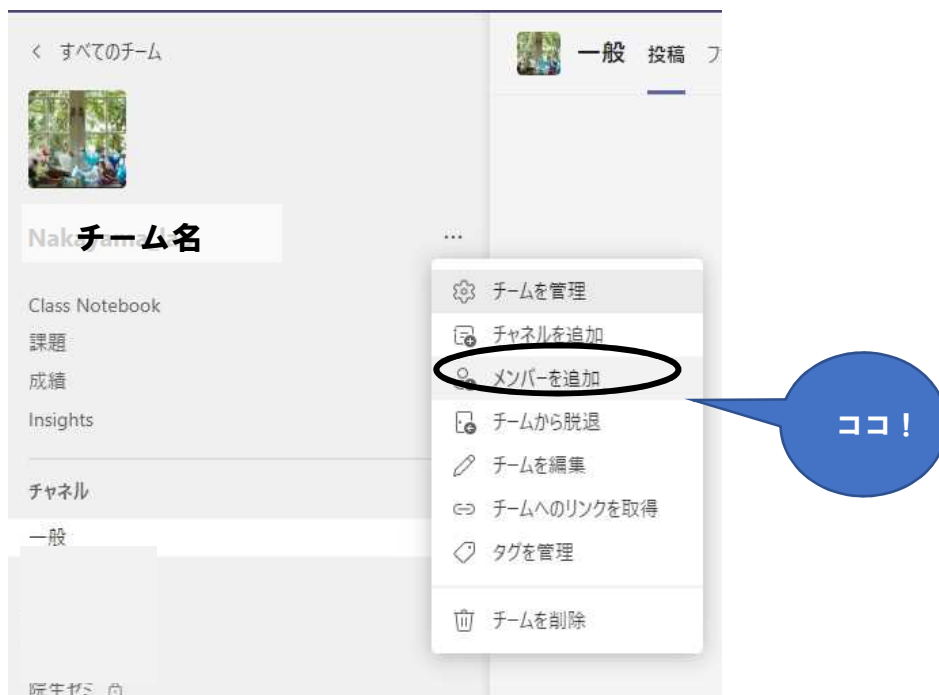 すべてのチーム
一般 投稿
チーム名
...
Class Notebook
課題
成績
Insights
チャネル
一般
院生ゼミ
チームを管理
チャネルを追加
メンバーを追加
チームから脱退
チームを編集
チームへのリンクを取得
タグを管理
チームを削除
ココ！